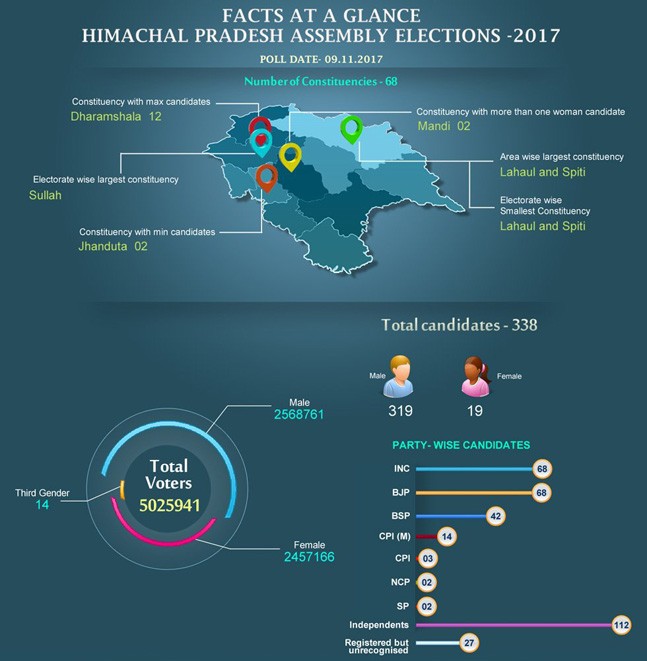 FACTS AT A GLANCE
HIMACHAL PRADESH ASSEMBLY ELECTIONS -2017
POLL DATE- 09.11.2017
Number of Constituencies - 68
Constituency with max candidates
Dharamshala 12
Constituency with more than one woman candidate
Mandi 02
Area wise largest constituency
Lahaul and Spiti
Electorate wise largest constituency
Sullah
Electorate wise
Smallest Constituency
Lahaul and Spiti
Constituency with min candidates
Jhanduta 02
Total candidates - 338
Male
319
Female
19
Male
2568761
Total
Voters
5025941
Third Gender
14
Female
2457166
PARTY- WISE CANDIDATES
INC 68
BJP 68
BSP 42
CPI (M) 14
CPI 03
NCP 02
SP 02
Independents 112
Registered but
unrecognised 27